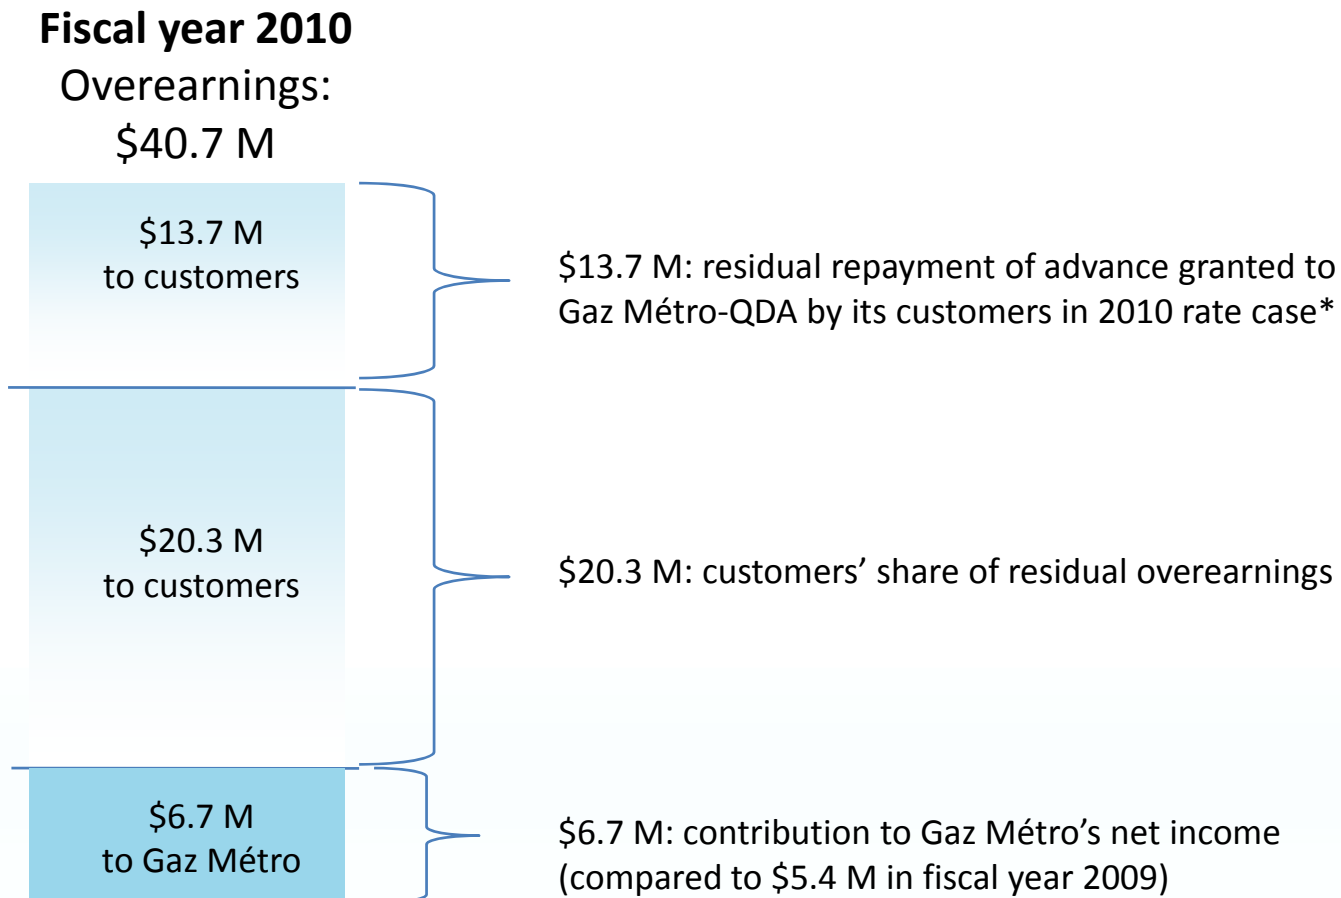 Fiscal year 2010
Overearnings:
$40.7 M
$13.7 M
to customers
$13.7 M: residual repayment of advance granted to
Gaz Métro-QDA by its customers in 2010 rate case*
$20.3 M
to customers
$20.3 M: customers’ share of residual overearnings
$6.7 M
to Gaz Métro
$6.7 M: contribution to Gaz Métro’s net income
(compared to $5.4 M in fiscal year 2009)